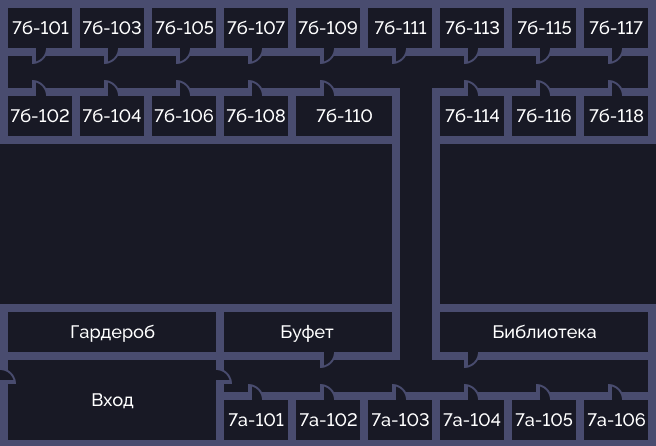 7б-101 7б-103 7б-105 7б-107 7б-109 7б-111 7б-113 7б-115 7б-117
7б-102 7б-104 7б-106 7б-108 7б-110 7б-114 7б-116 7б-118
Гардероб Буфет Библиотека
Вход
7а-101 7а-102 7а-103 7а-104 7а-105 7а-106